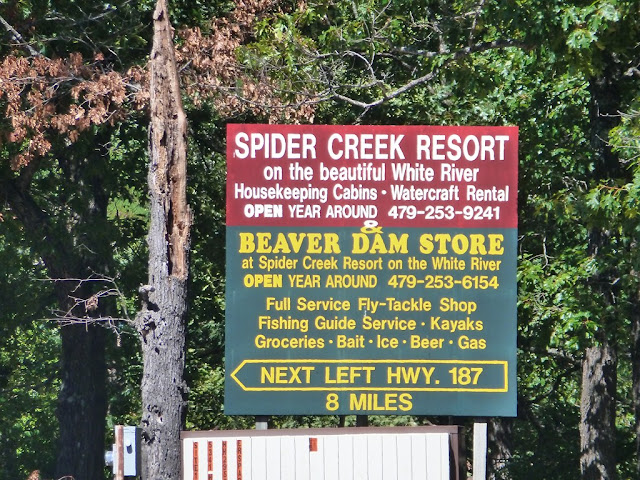 SPIDER CREEK RESORT
on the beautiful White River
Housekeeping Cabins · Watercraft Rental
OPEN YEAR AROUND 479-253-9241
&
BEAVER DAM STORE
at Spider Creek Resort on the White River
OPEN YEAR AROUND 479-253-6154
Full Service Fly-Tackle Shop
Fishing Guide Service · Kayaks
Groceries · Bait · Ice · Beer · Gas
NEXT LEFT HWY. 187
8 MILES